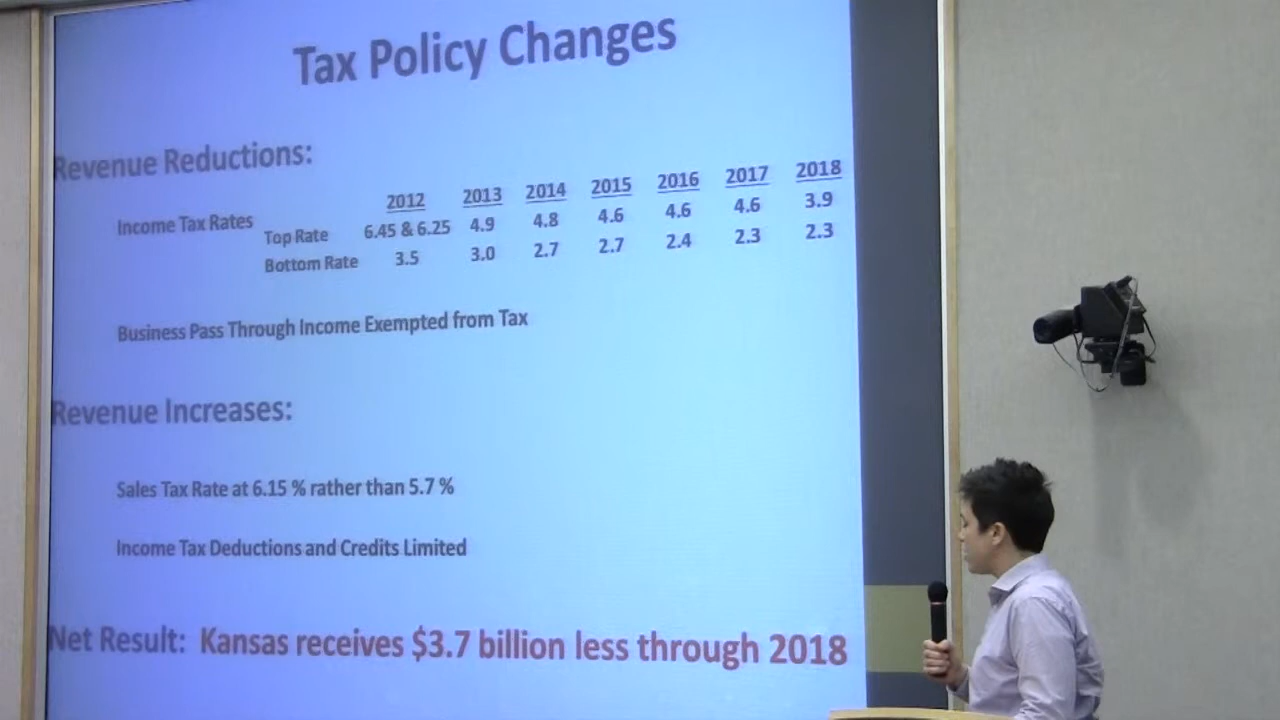 Tax Policy Changes
Revenue Reductions:
2012 2013 2014 2015 2016 2017 2018
Income Tax Rates Top Rate 6.45 & 6.25 4.9 4.8 4.6 4.6 4.6 3.9
Bottom Rate 3.5 3.0 2.7 2.7 2.4 2.3 2.3
Business Pass Through Income Exempted from Tax
Revenue Increases:
Sales Tax Rate at 6.15 % rather than 5.7 %
Income Tax Deductions and Credits Limited
Net Result: Kansas receives $3.7 billion less through 2018